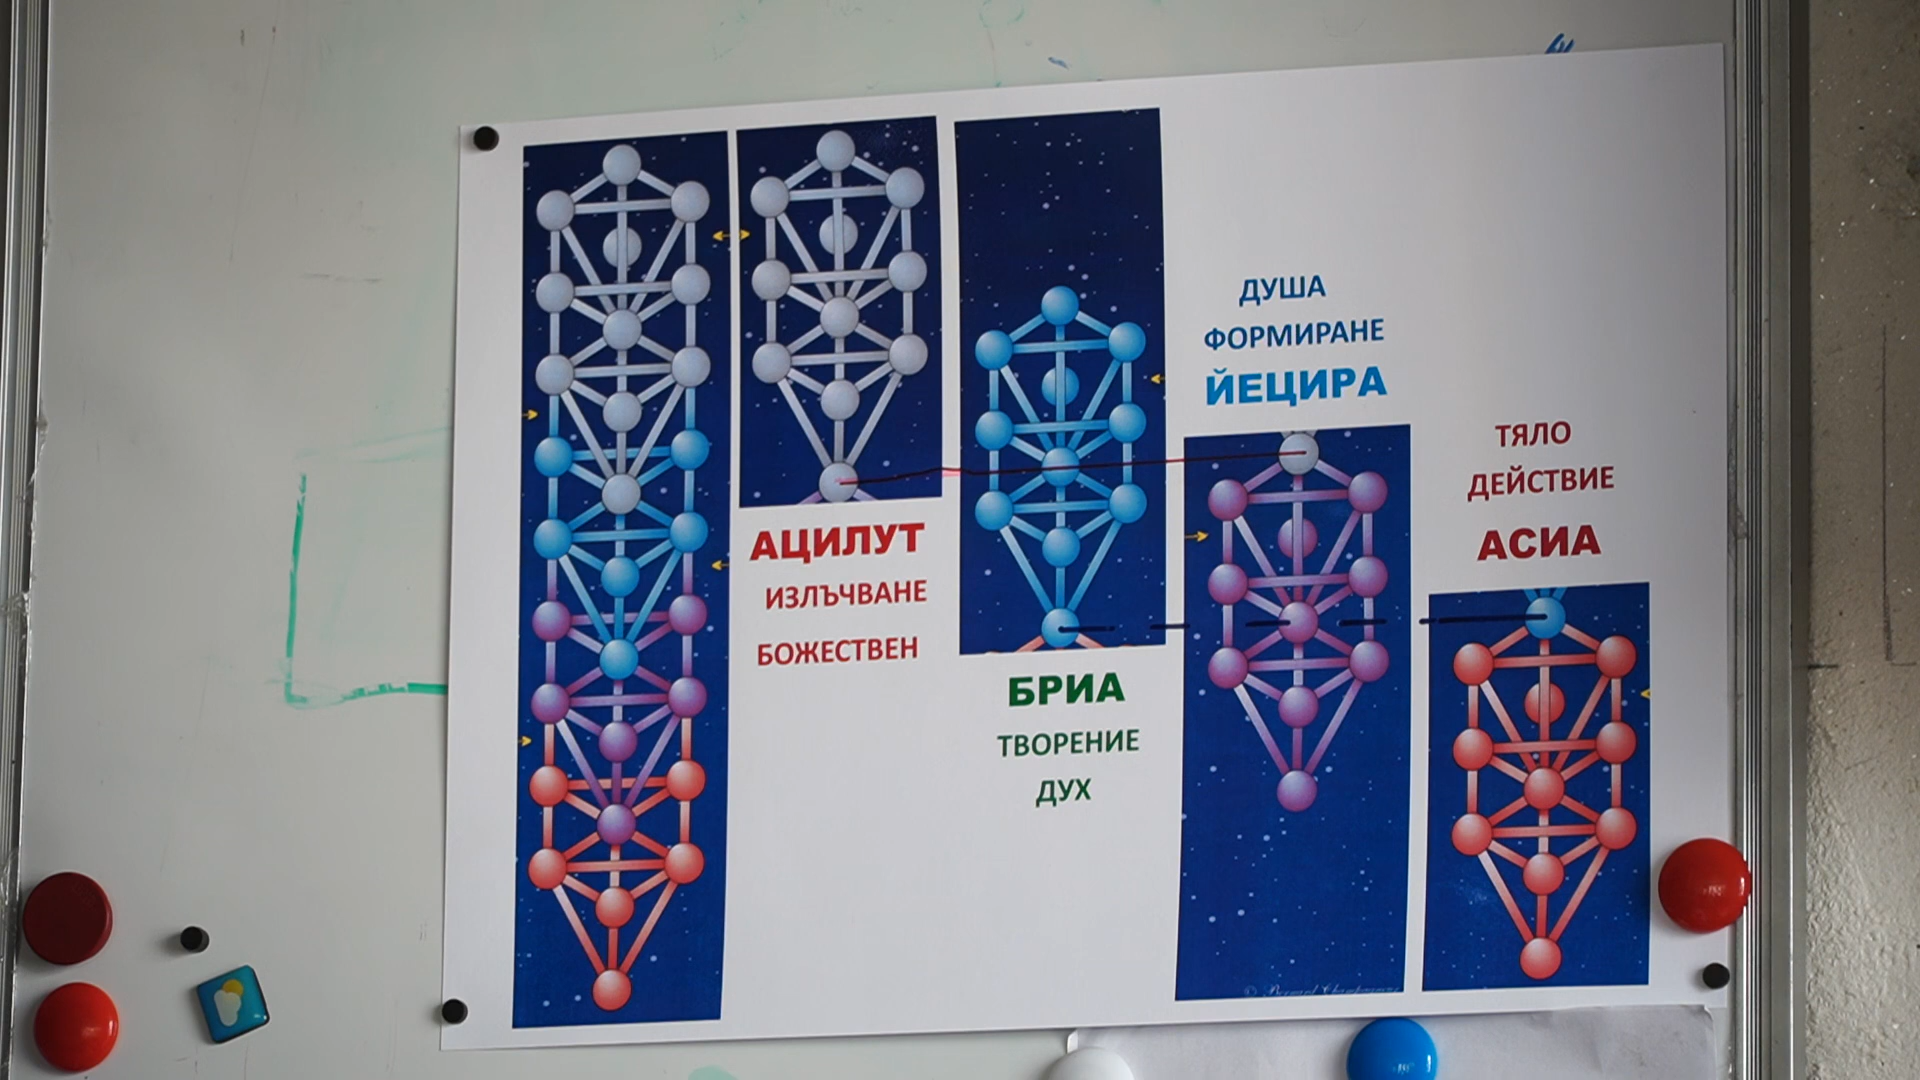 АЦИЛУТ
ИЗЛЪЧВАНЕ
БОЖЕСТВЕН
БРИА
ТВОРЕНИЕ
ДУХ
ДУША
ФОРМИРАНЕ
ЙЕЦИРА
ТЯЛО
ДЕЙСТВИЕ
АСИА